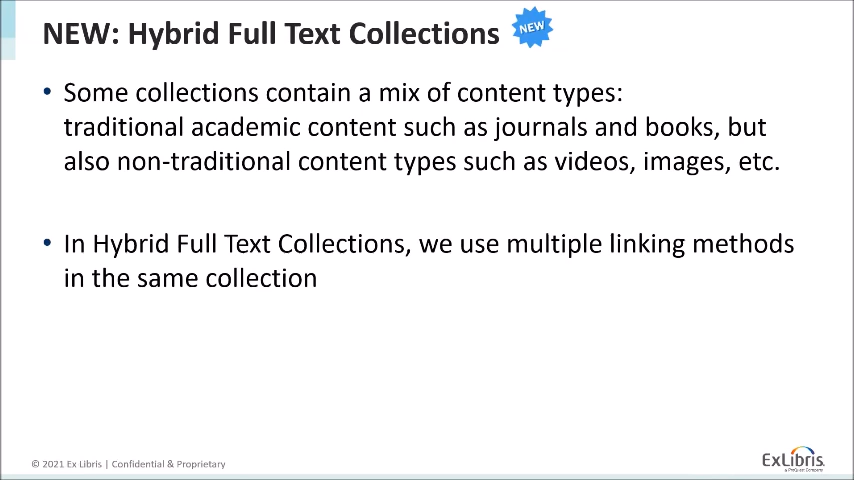 NEW: Hybrid Full Text Collections
NEW
• Some collections contain a mix of content types:
traditional academic content such as journals and books, but
also non-traditional content types such as videos, images, etc.
• In Hybrid Full Text Collections, we use multiple linking methods
in the same collection
© 2021 Ex Libris | Confidential & Proprietary
ExLibris
a ProQuest Company